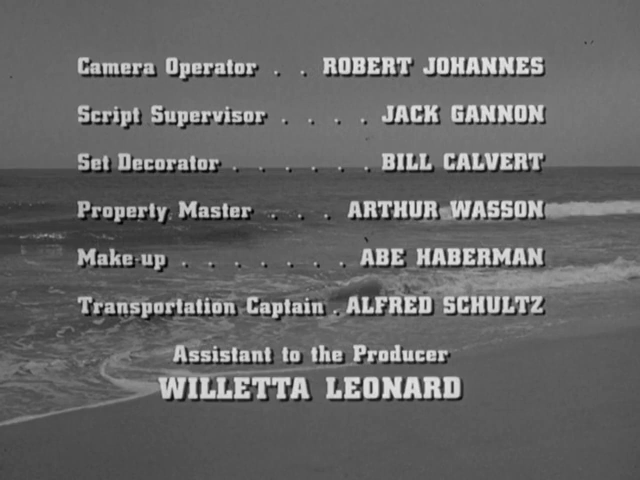 Camera Operator . . ROBERT JOHANNES
Script Supervisor . . . . JACK GANNON
Set Decorator . . . . . . BILL CALVERT
Property Master . . . ARTHUR WASSON
Make-up . . . . . . . ABE HABERMAN
Transportation Captain . ALFRED SCHULTZ
Assistant to the Producer
WILLETTA LEONARD